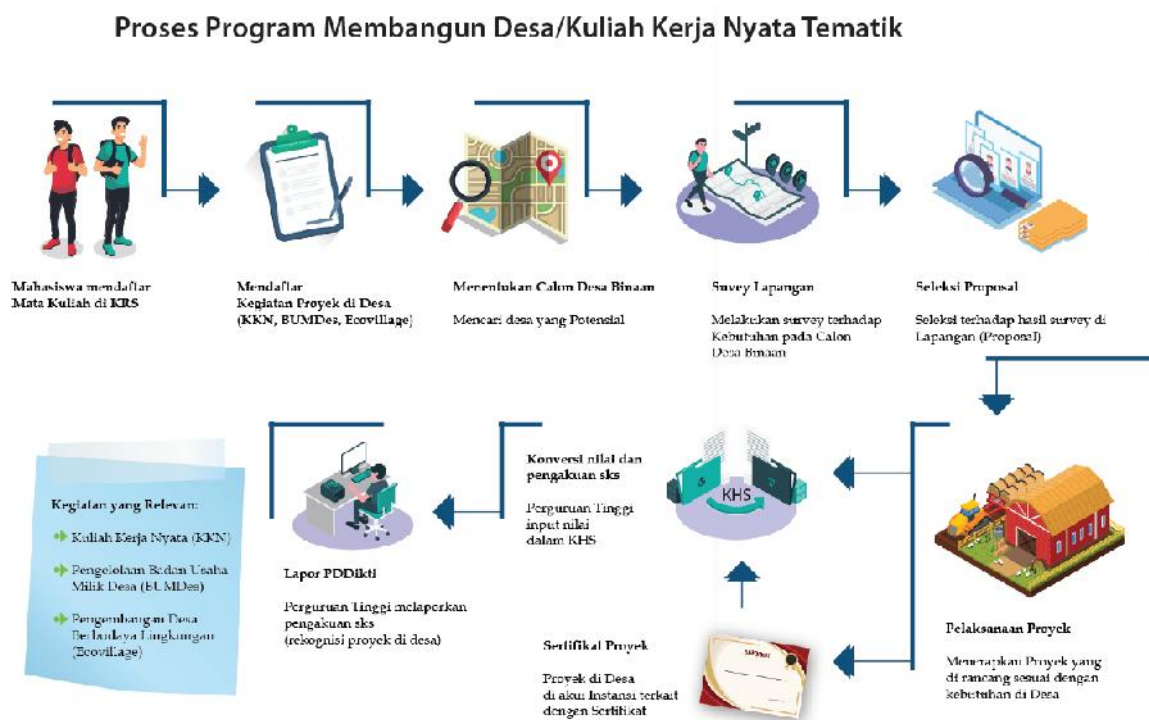 Proses Program Membangun Desa/Kuliah Kerja Nyata Tematik
Mahasiswa mendaftar
Mata Kuliah di KRS
Mendaftar
Kegiatan Proyek di Desa
(KKN, BUMDes, Ecovillage)
Menentukan Calon Desa Binaan
Mencari desa yang Potensial
Suvey Lapangan
Melakukan survey terhadap
Kebutuhan pada Calon
Desa Binaan
Seleksi Proposal
Seleksi terhadap hasil survey di
Lapangan (Proposal)
Kegiatan yang Relevan:
Kuliah Kerja Nyata (KKN)
Pengelolaan Badan Usaha
Milik Desa (BUMDes)
Pengembangan Desa
Berbudaya Lingkungan
(Ecovillage)
Lapor PDDikti
Perguruan Tinggi melaporkan
pengakuan sks
(rekognisi proyek di desa)
Konversi nilai dan
pengakuan sks
Perguruan Tinggi
input nilai
dalam KHS
KHS
Sertifikat Proyek
Proyek di Desa
di akui Instansi terkait
dengan Sertifikat
Pelaksanaan Proyek
Menerapkan Proyek yang
di rancang sesuai dengan
kebutuhan di Desa